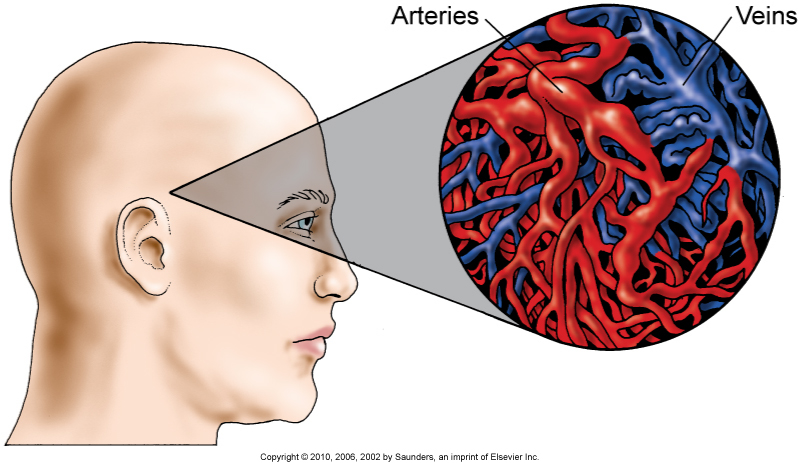 Arteries
Veins
Copyright © 2010, 2006, 2002 by Saunders, an imprint of Elsevier Inc.